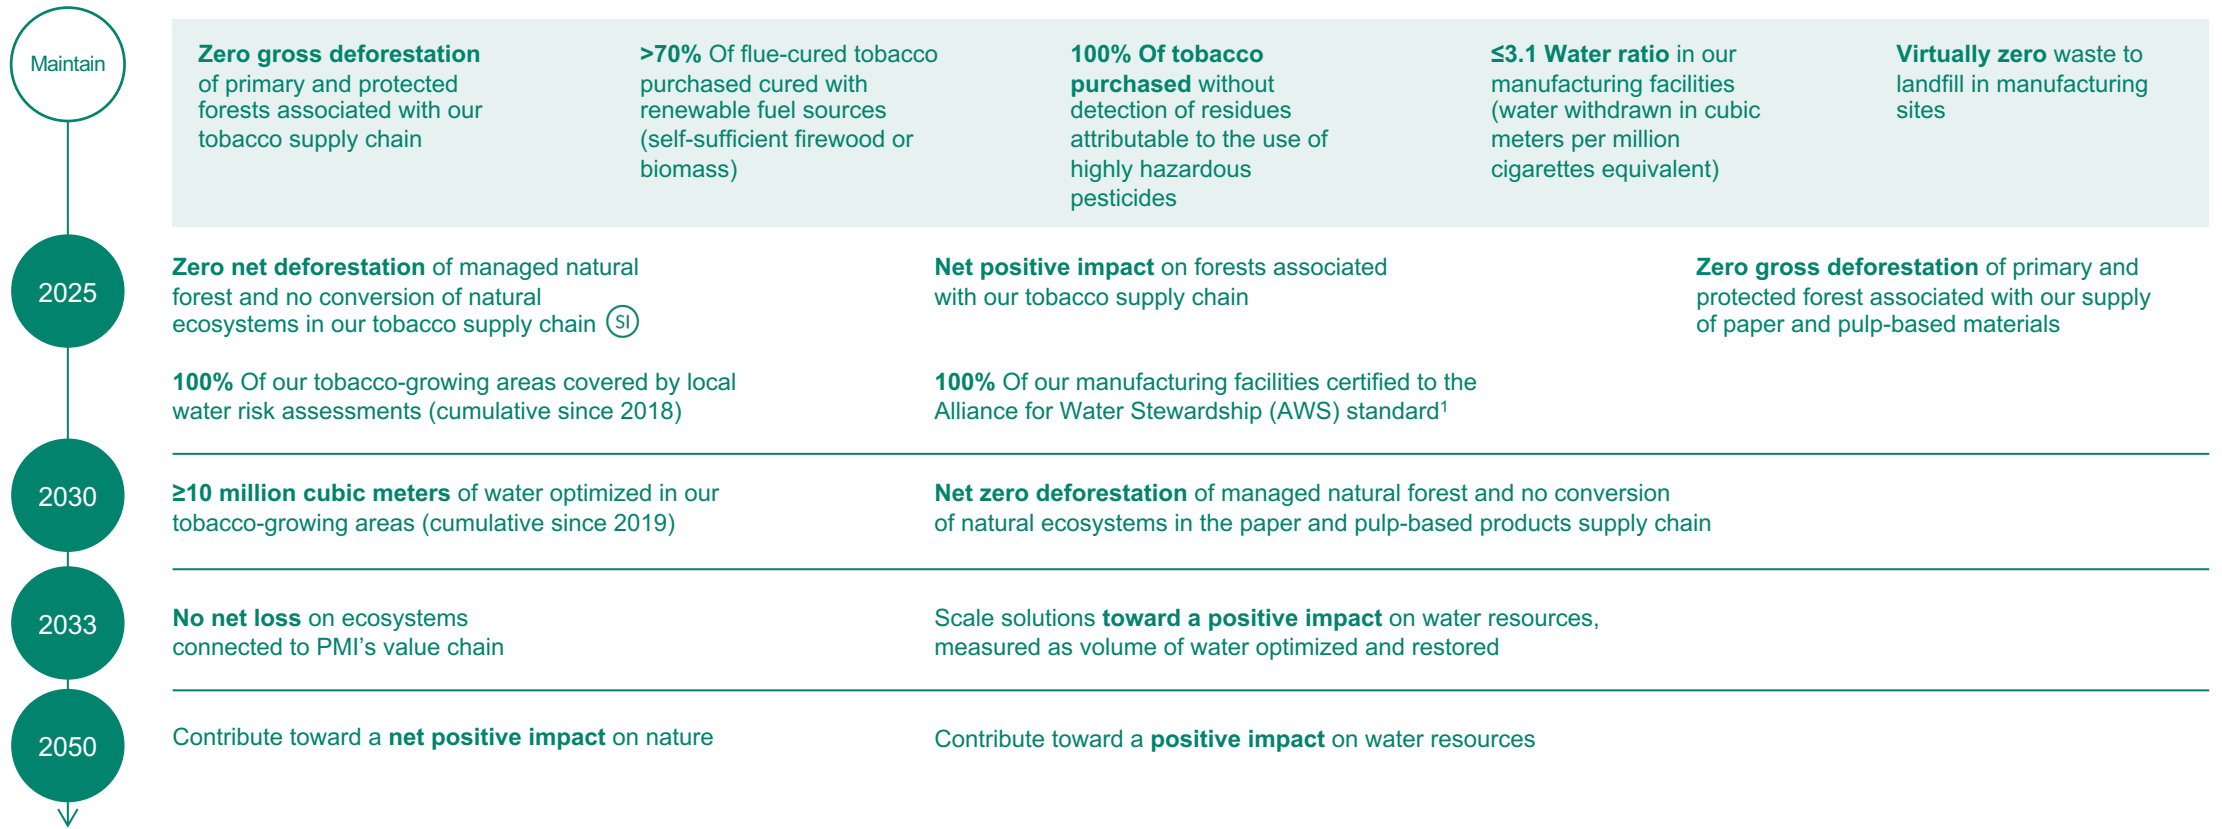 Maintain
Zero gross deforestation
of primary and protected
forests associated with our
tobacco supply chain
>70% Of flue-cured tobacco
purchased cured with
renewable fuel sources
(self-sufficient firewood or
biomass)
100% Of tobacco
purchased without
detection of residues
attributable to the use of
highly hazardous
pesticides
≤3.1 Water ratio in our
manufacturing facilities
(water withdrawn in cubic
meters per million
cigarettes equivalent)
Virtually zero waste to
landfill in manufacturing
sites
2025
Zero net deforestation of managed natural
forest and no conversion of natural
ecosystems in our tobacco supply chain SI
Net positive impact on forests associated
with our tobacco supply chain
Zero gross deforestation of primary and
protected forest associated with our supply
of paper and pulp-based materials
100% Of our tobacco-growing areas covered by local
water risk assessments (cumulative since 2018)
100% Of our manufacturing facilities certified to the
Alliance for Water Stewardship (AWS) standard¹
2030
≥10 million cubic meters of water optimized in our
tobacco-growing areas (cumulative since 2019)
Net zero deforestation of managed natural forest and no conversion
of natural ecosystems in the paper and pulp-based products supply chain
2033
No net loss on ecosystems
connected to PMI’s value chain
Scale solutions toward a positive impact on water resources,
measured as volume of water optimized and restored
2050
Contribute toward a net positive impact on nature
Contribute toward a positive impact on water resources